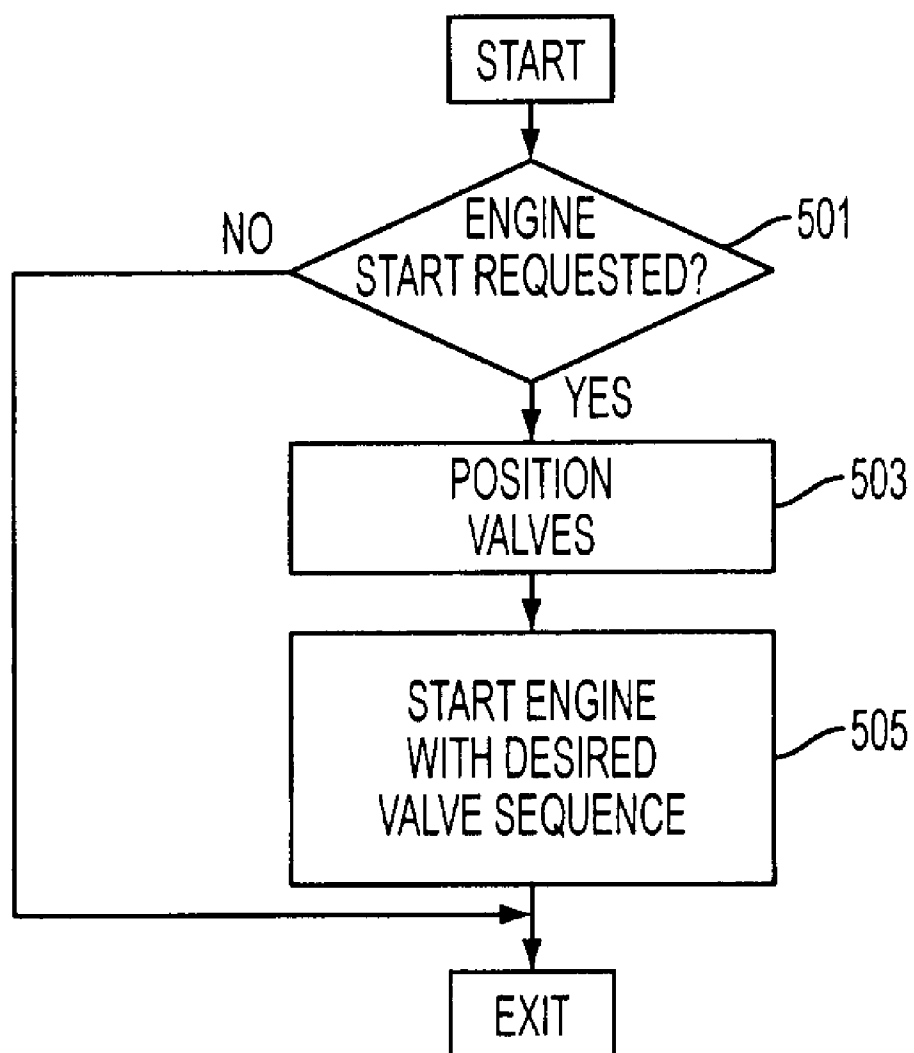 START
ENGINE
START REQUESTED?
501
NO
YES
POSITION
VALVES
503
START ENGINE
WITH DESIRED
VALVE SEQUENCE
505
EXIT